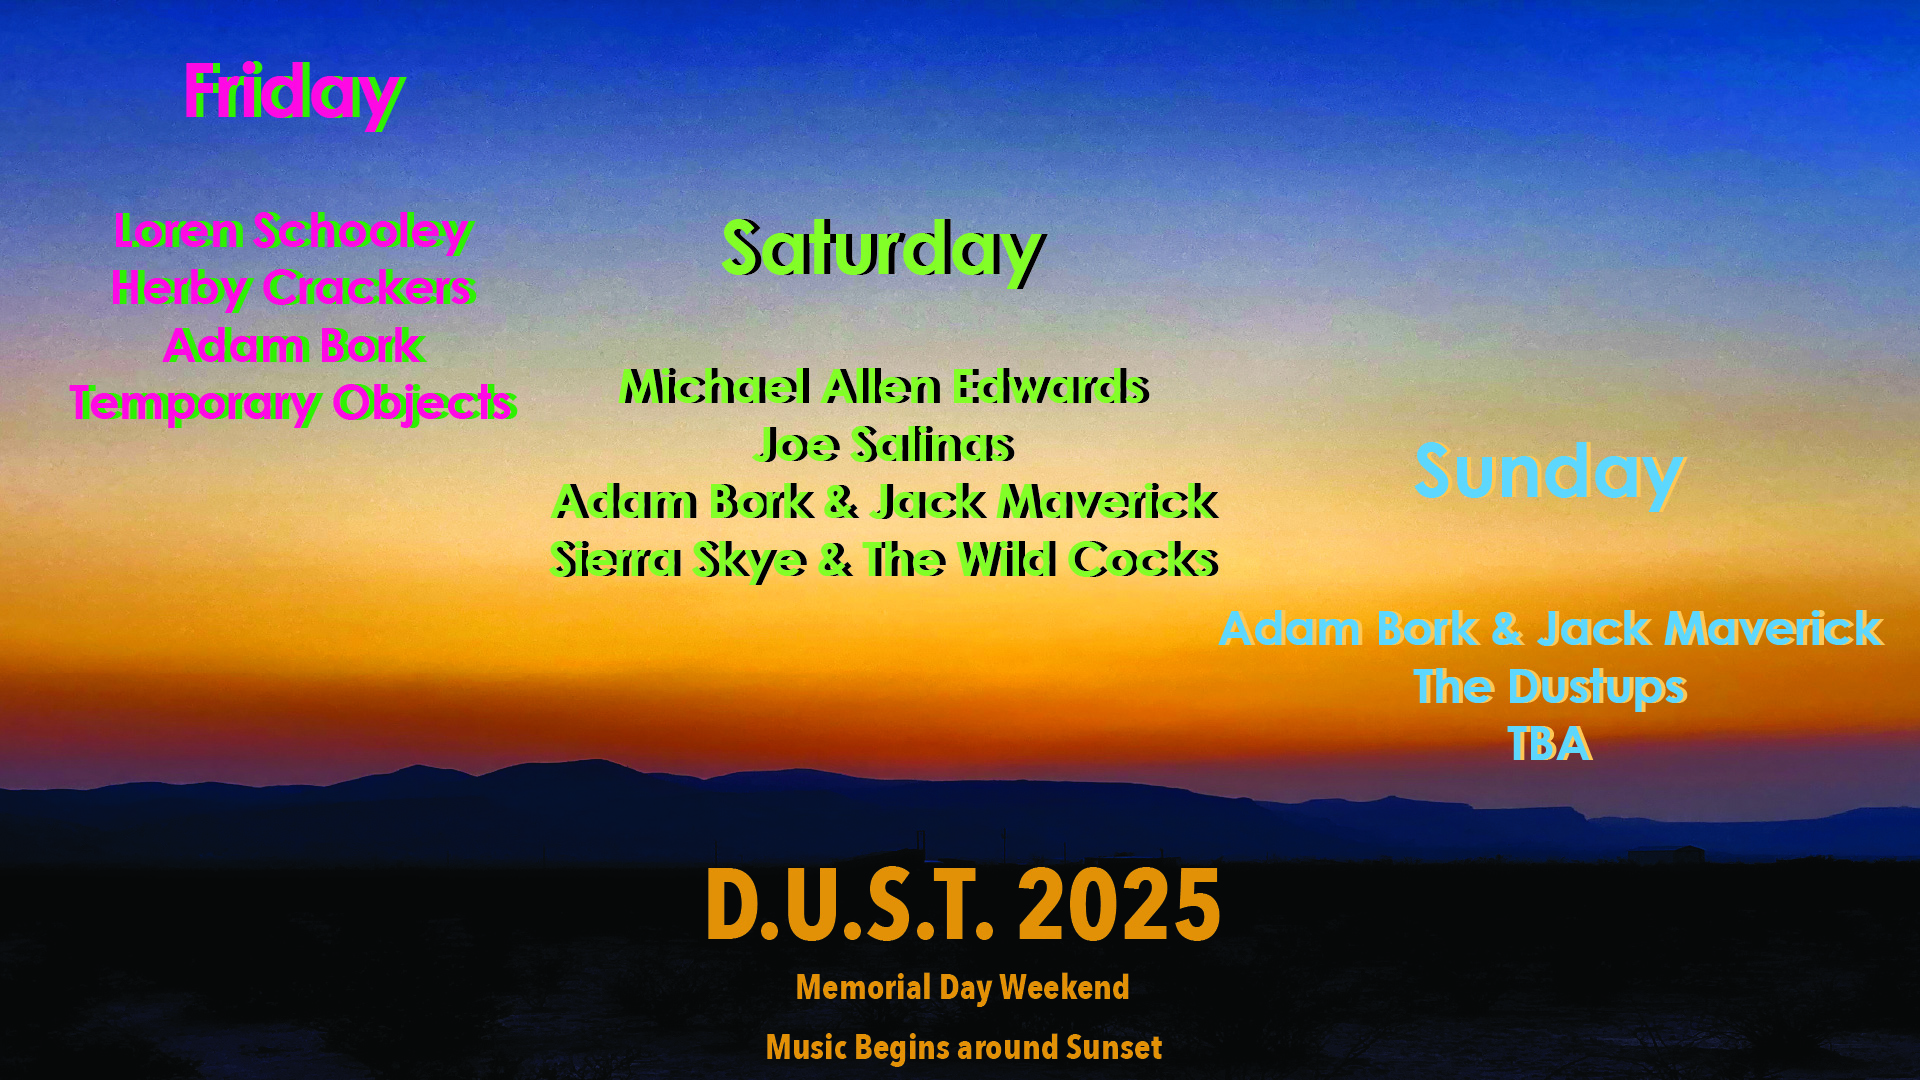 Friday
Loren Schooley
Herby Crackers
Adam Bork
Temporary Objects
Saturday
Michael Allen Edwards
Joe Salinas
Adam Bork & Jack Maverick
Sierra Skye & The Wild Cocks
Sunday
Adam Bork & Jack Maverick
The Dustups
TBA
D.U.S.T. 2025
Memorial Day Weekend
Music Begins around Sunset